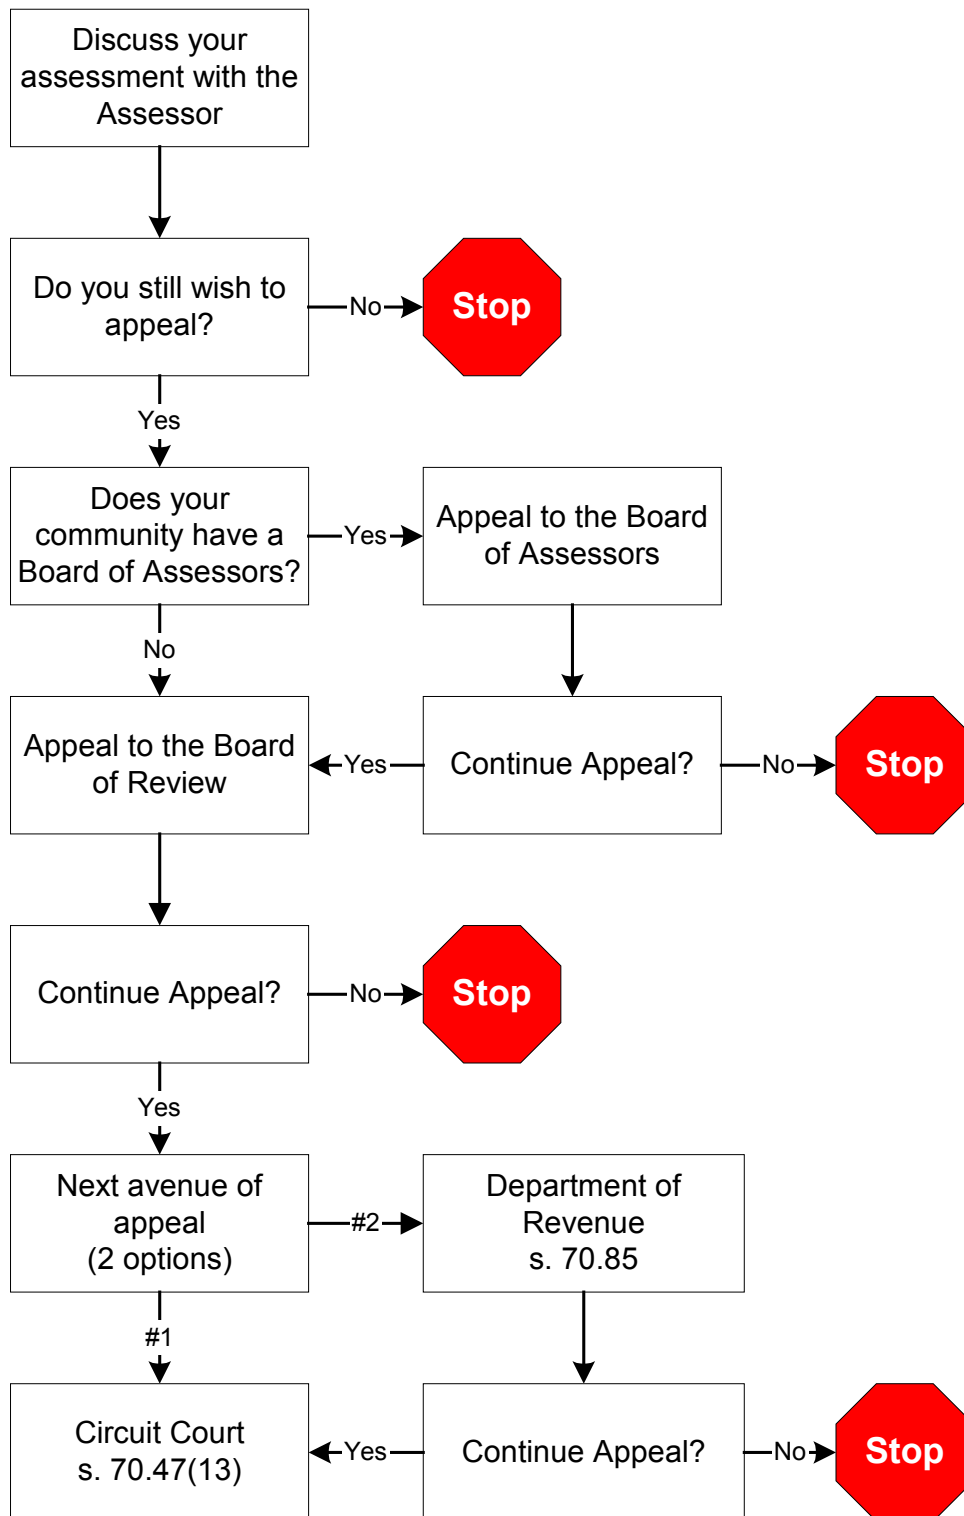 Discuss your
assessment with the
Assessor
Do you still wish to
appeal?
No
Stop
Yes
Does your
community have a
Board of Assessors?
Yes
Appeal to the Board
of Assessors
No
Appeal to the Board
of Review
Yes
Continue Appeal?
No
Stop
Continue Appeal?
No
Stop
Yes
Next avenue of
appeal
(2 options)
#2
Department of
Revenue
s. 70.85
#1
Circuit Court
s. 70.47(13)
Yes
Continue Appeal?
No
Stop